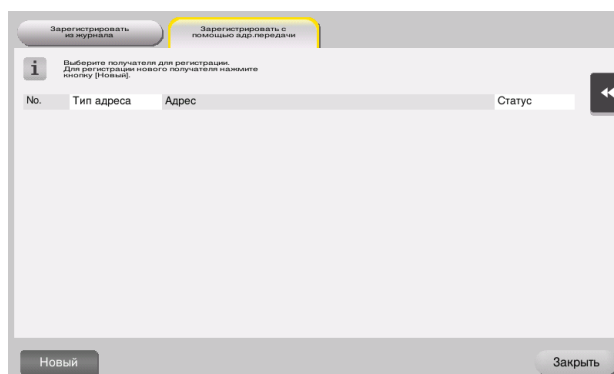 Зарегистрировать
из журнала
Зарегистрировать с
помощью адр.передачи
Выберите получателя для регистрации.
Для регистрации нового получателя нажмите
кнопку [Новый].
No. Тип адреса Адрес Статус
Новый
Закрыть